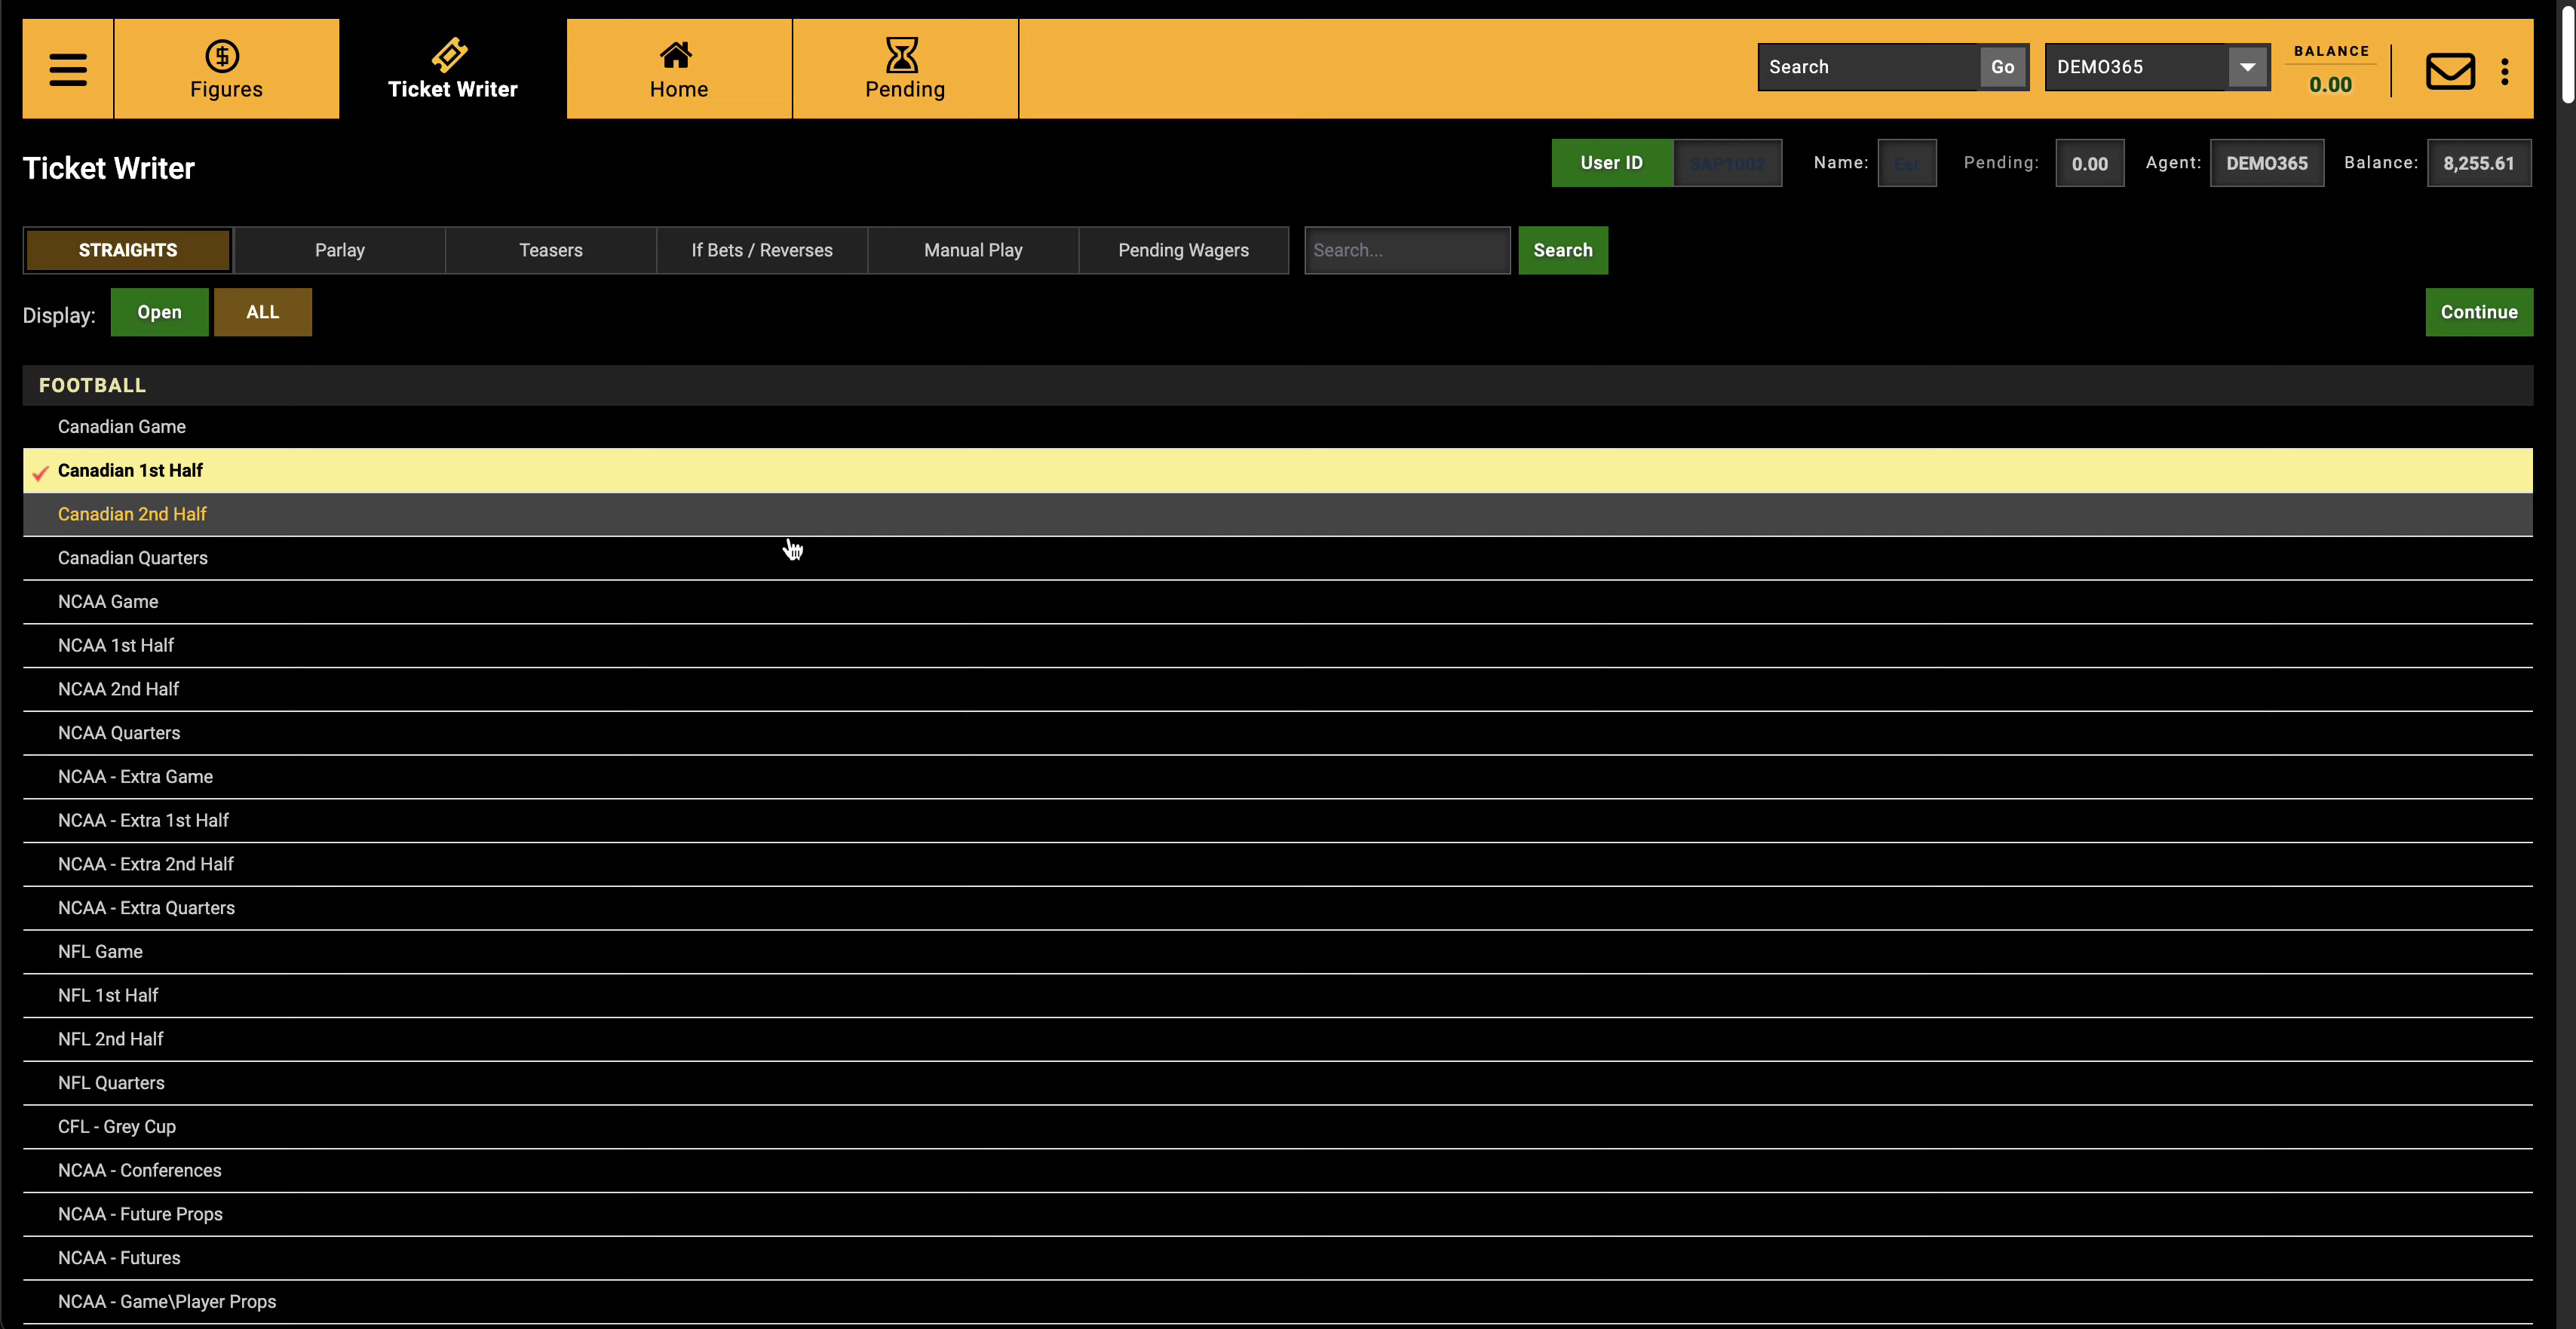 Figures
Ticket Writer
Home
Pending
Search
Go
DEMO365
BALANCE
0.00
Ticket Writer
User ID
SAP1002
Name:
Pending:
0.00
Agent:
DEMO365
Balance:
8,255.61
STRAIGHTS
Parlay
Teasers
If Bets / Reverses
Manual Play
Pending Wagers
Search...
Search
Display:
Open
ALL
Continue
FOOTBALL
Canadian Game
Canadian 1st Half
Canadian 2nd Half
Canadian Quarters
NCAA Game
NCAA 1st Half
NCAA 2nd Half
NCAA Quarters
NCAA - Extra Game
NCAA - Extra 1st Half
NCAA - Extra 2nd Half
NCAA - Extra Quarters
NFL Game
NFL 1st Half
NFL 2nd Half
NFL Quarters
CFL - Grey Cup
NCAA - Conferences
NCAA - Future Props
NCAA - Futures
NCAA - Game\Player Props